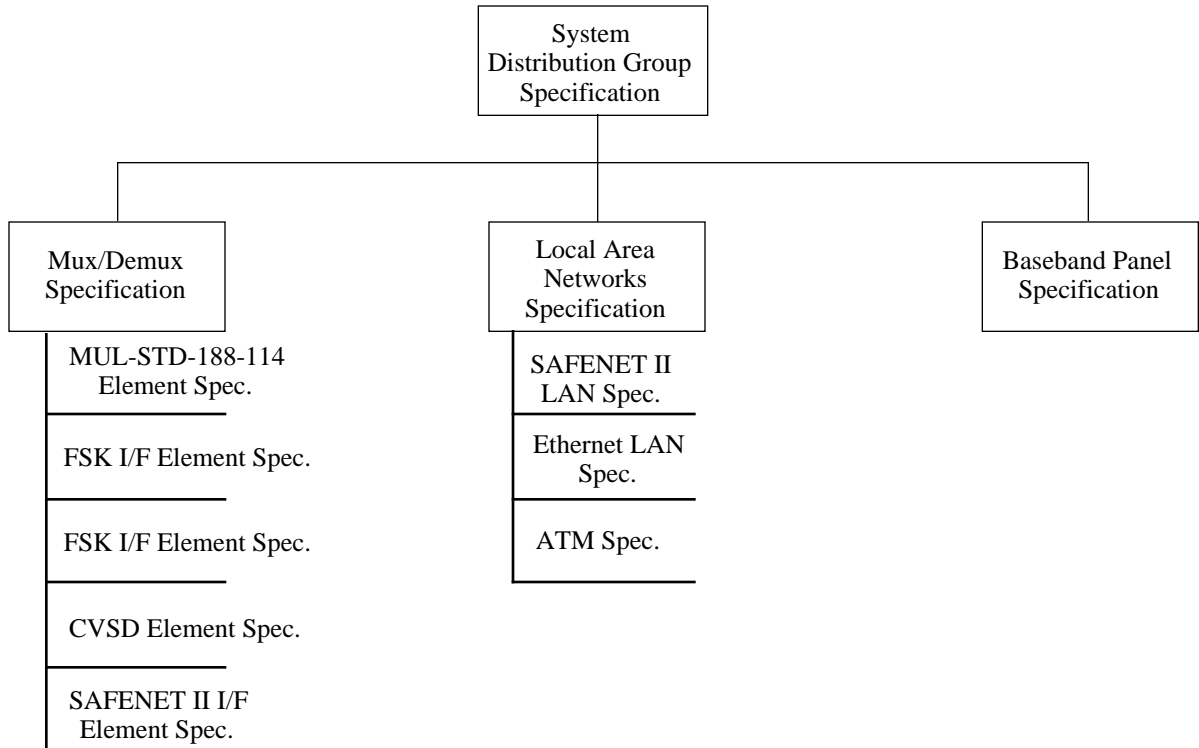 System
Distribution Group
Specification
Mux/Demux
Specification
Local Area
Networks
Specification
Baseband Panel
Specification
MUL-STD-188-114
Element Spec.
FSK I/F Element Spec.
FSK I/F Element Spec.
CVSD Element Spec.
SAFENET II I/F
Element Spec.
SAFENET II
LAN Spec.
Ethernet LAN
Spec.
ATM Spec.